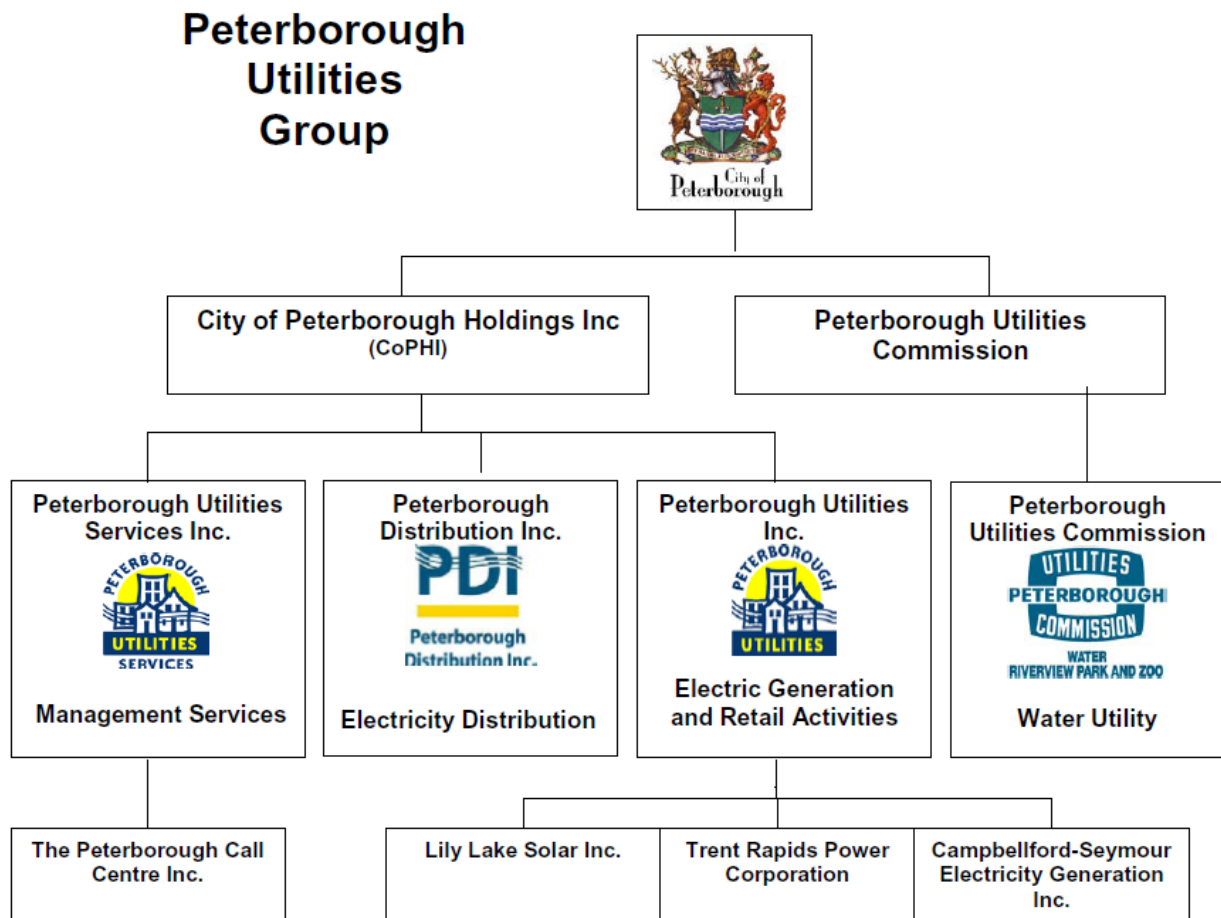 Peterborough
Utilities
Group
City of
Peterborough
City of Peterborough Holdings Inc
(CoPHI)
Peterborough Utilities
Commission
Peterborough Utilities
Services Inc.
PETERBOROUGH
UTILITIES
SERVICES
Management Services
Peterborough
Distribution Inc.
PDI
Peterborough
Distribution Inc.
Electricity Distribution
Peterborough Utilities
Inc.
PETERBOROUGH
UTILITIES
Electric Generation
and Retail Activities
Peterborough
Utilities Commission
UTILITIES
PETERBOROUGH
COMMISSION
WATER
RIVERVIEW PARK AND ZOO
Water Utility
The Peterborough Call
Centre Inc.
Lily Lake Solar Inc.
Trent Rapids Power
Corporation
Campbellford-Seymour
Electricity Generation
Inc.